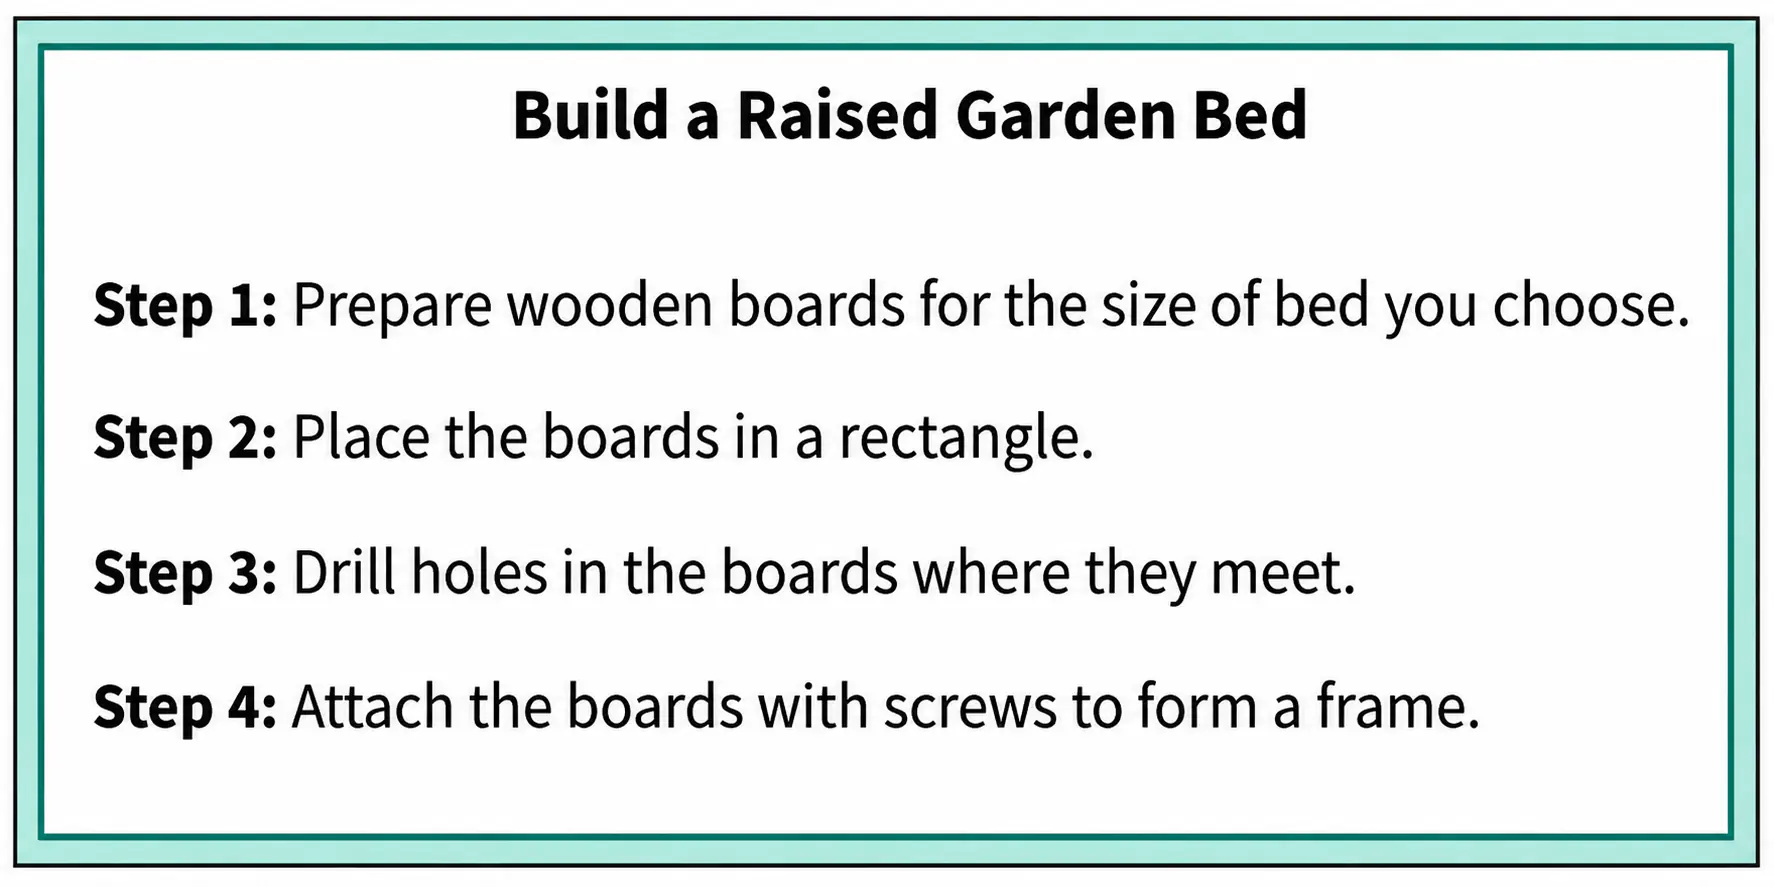 Build a Raised Garden Bed
Step 1: Prepare wooden boards for the size of bed you choose.
Step 2: Place the boards in a rectangle.
Step 3: Drill holes in the boards where they meet.
Step 4: Attach the boards with screws to form a frame.